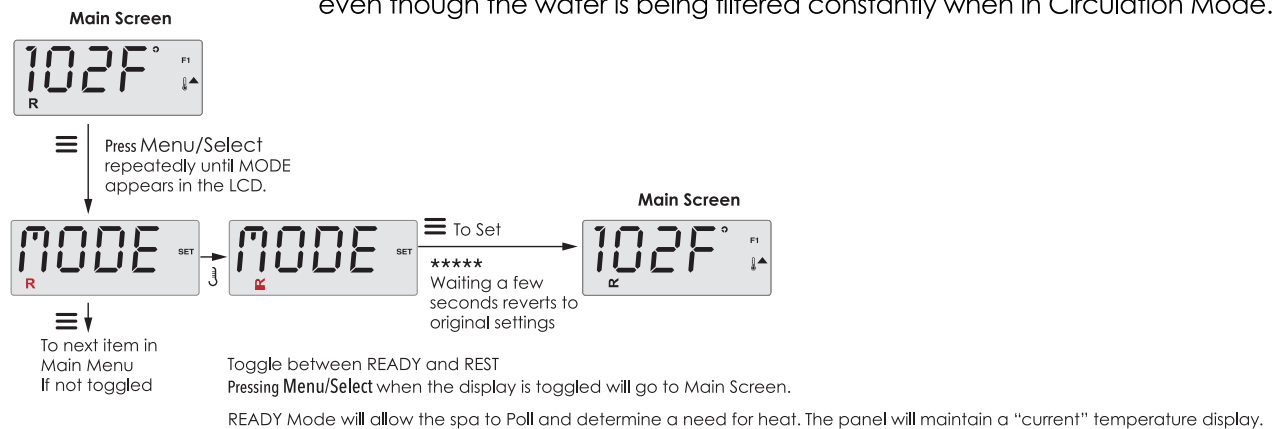 even though the water is being filtered constantly when in Circulation Mode.
Main Screen
102F°
F1
R
Press Menu/Select
repeatedly until MODE
appears in the LCD.
MODE
SET
R
MODE
SET
R
To Set
*****
Waiting a few
seconds reverts to
original settings
Main Screen
102F°
F1
R
To next item in
Main Menu
If not toggled
Toggle between READY and REST
Pressing Menu/Select when the display is toggled will go to Main Screen.
READY Mode will allow the spa to Poll and determine a need for heat. The panel will maintain a “current” temperature display.